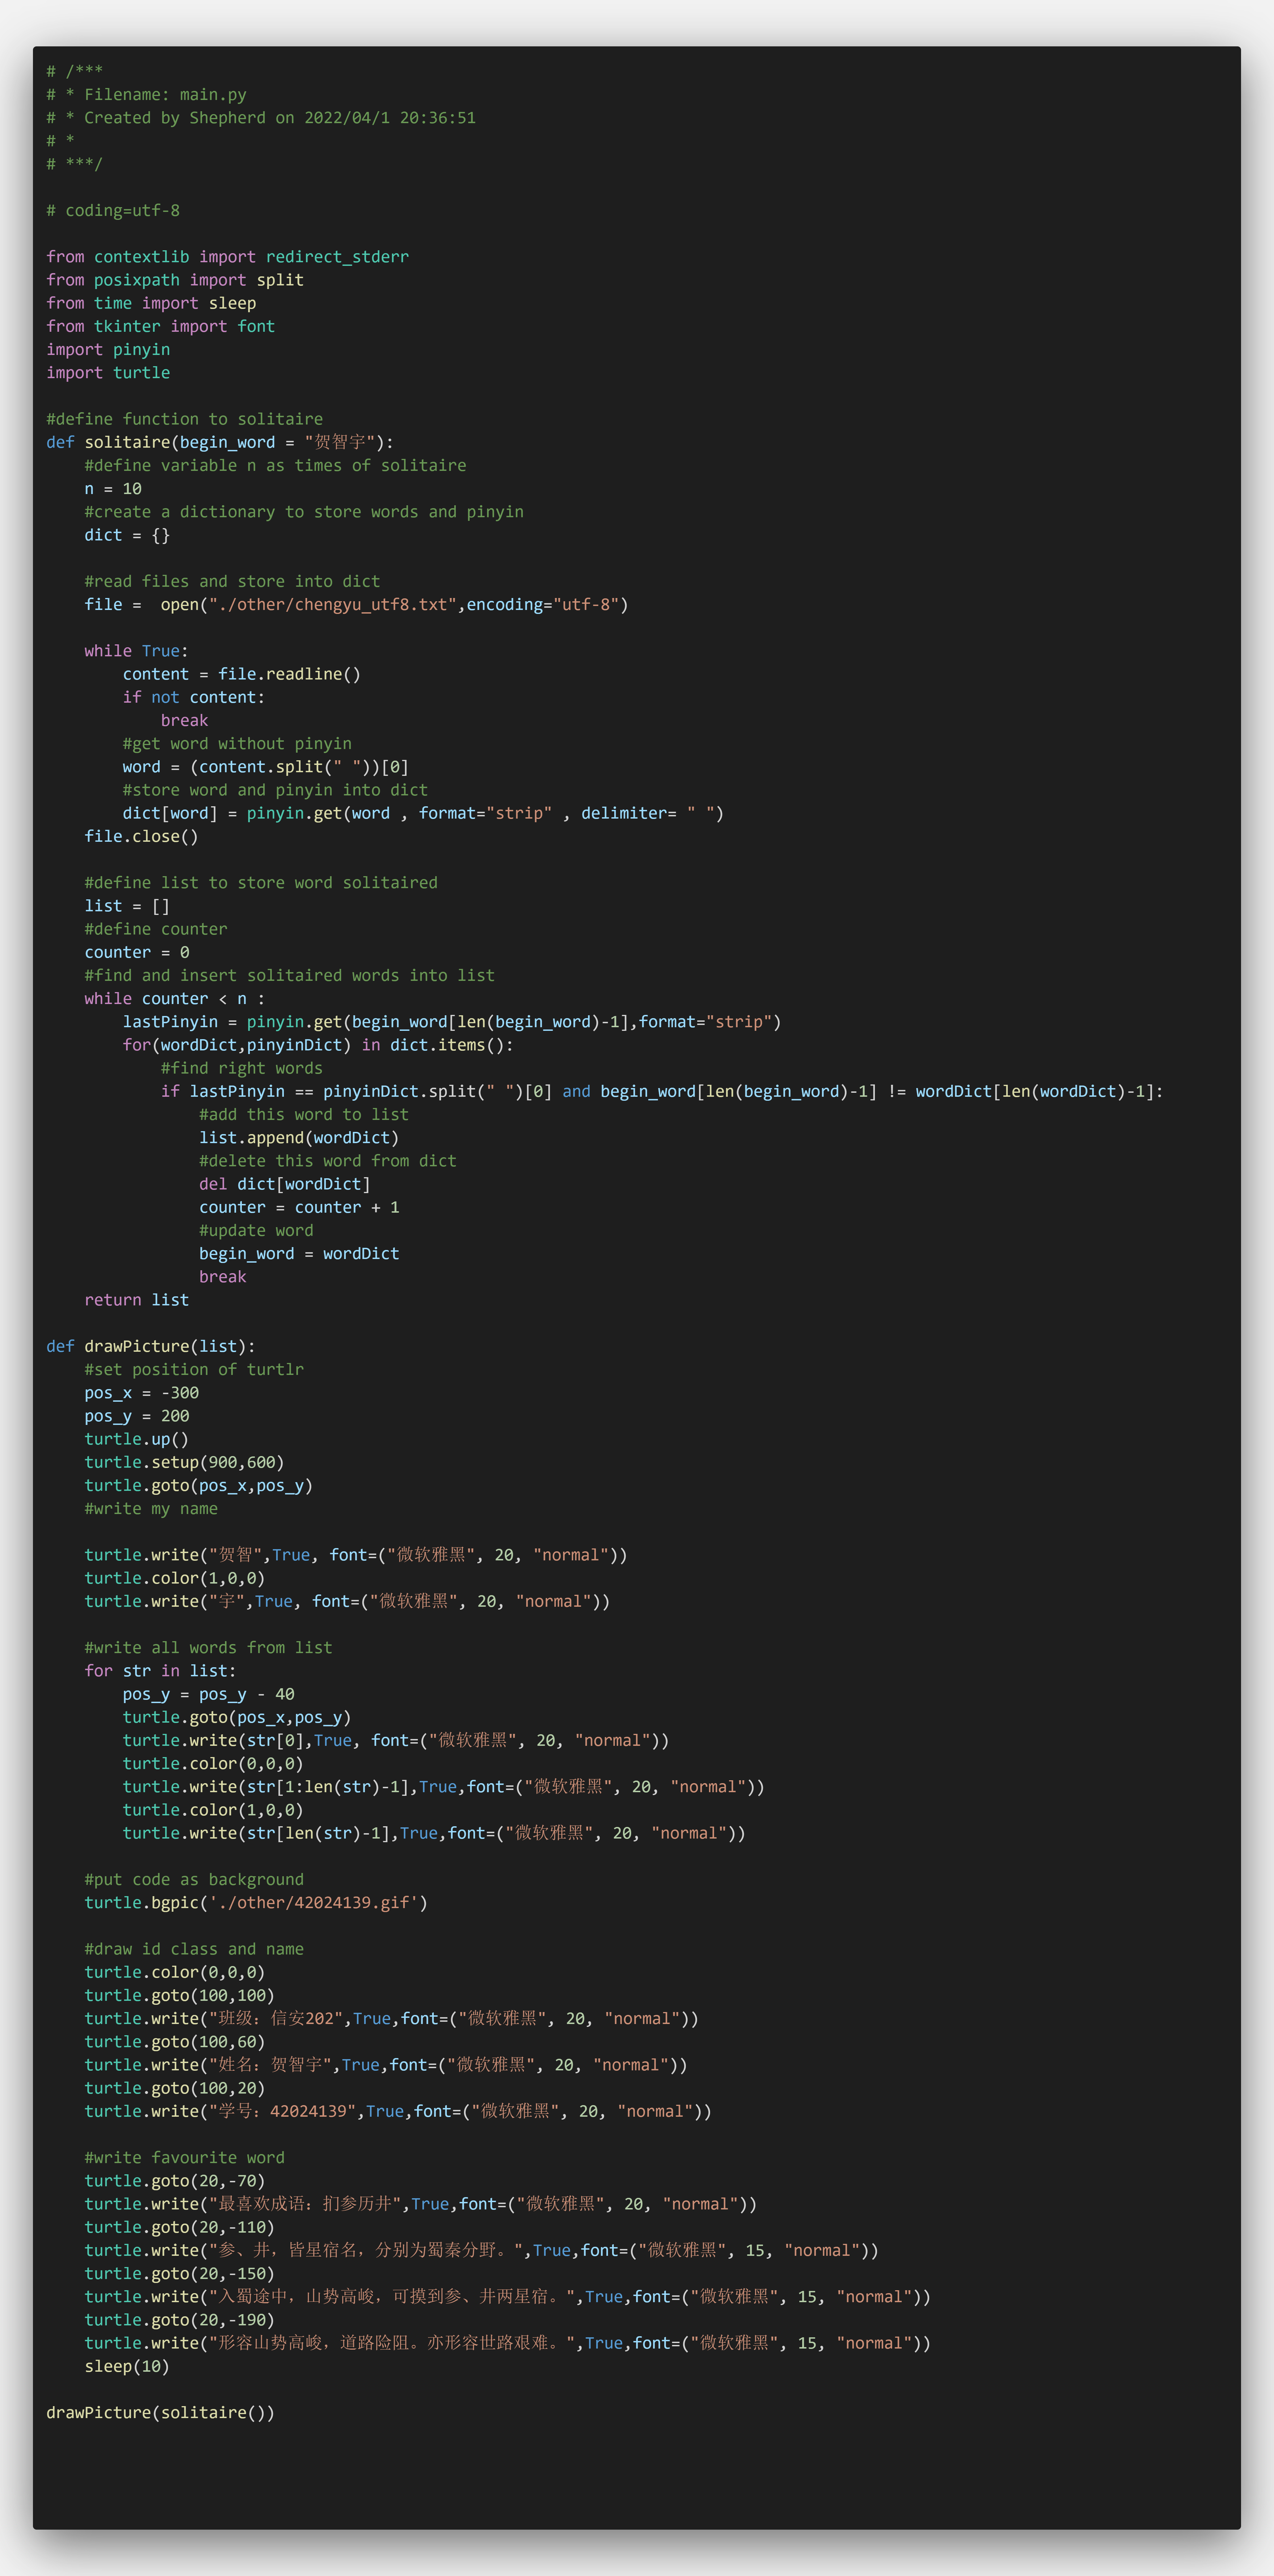 # /***
# * Filename: main.py
# * Created by Shepherd on 2022/04/1 20:36:51
# *
# ***/
# coding=utf-8
from contextlib import redirect_stderr
from posixpath import split
from time import sleep
from tkinter import font
import pinyin
import turtle
#define function to solitaire
def solitaire(begin_word = "贺智宇"):
    #define variable n as times of solitaire
    n = 10
    #create a dictionary to store words and pinyin
    dict = {}
    #read files and store into dict
    file =  open("./other/chengyu_utf8.txt",encoding="utf-8")
    while True:
        content = file.readline()
        if not content:
            break
        #get word without pinyin
        word = (content.split(" "))[0]
        #store word and pinyin into dict
        dict[word] = pinyin.get(word , format="strip" , delimiter= " ")
    file.close()
    #define list to store word solitaired
    list = []
    #define counter
    counter = 0
    #find and insert solitaired words into list
    while counter < n :
        lastPinyin = pinyin.get(begin_word[len(begin_word)-1],format="strip")
        for(wordDict,pinyinDict) in dict.items():
            #find right words
            if lastPinyin == pinyinDict.split(" ")[0] and begin_word[len(begin_word)-1] != wordDict[len(wordDict)-1]:
                #add this word to list
                list.append(wordDict)
                #delete this word from dict
                del dict[wordDict]
                counter = counter + 1
                #update word
                begin_word = wordDict
                break
    return list
def drawPicture(list):
    #set position of turtlr
    pos_x = -300
    pos_y = 200
    turtle.up()
    turtle.setup(900,600)
    turtle.goto(pos_x,pos_y)
    #write my name
    turtle.write("贺智",True, font=("微软雅黑", 20, "normal"))
    turtle.color(1,0,0)
    turtle.write("宇",True, font=("微软雅黑", 20, "normal"))
    #write all words from list
    for str in list:
        pos_y = pos_y - 40
        turtle.goto(pos_x,pos_y)
        turtle.write(str[0],True, font=("微软雅黑", 20, "normal"))
        turtle.color(0,0,0)
        turtle.write(str[1:len(str)-1],True,font=("微软雅黑", 20, "normal"))
        turtle.color(1,0,0)
        turtle.write(str[len(str)-1],True,font=("微软雅黑", 20, "normal"))
    #put code as background
    turtle.bgpic('./other/42024139.gif')
    #draw id class and name
    turtle.color(0,0,0)
    turtle.goto(100,100)
    turtle.write("班级：信安202",True,font=("微软雅黑", 20, "normal"))
    turtle.goto(100,60)
    turtle.write("姓名：贺智宇",True,font=("微软雅黑", 20, "normal"))
    turtle.goto(100,20)
    turtle.write("学号：42024139",True,font=("微软雅黑", 20, "normal"))
    #write favourite word
    turtle.goto(20,-70)
    turtle.write("最喜欢成语：扪参历井",True,font=("微软雅黑", 20, "normal"))
    turtle.goto(20,-110)
    turtle.write("参、井，皆星宿名，分别为蜀秦分野。",True,font=("微软雅黑", 15, "normal"))
    turtle.goto(20,-150)
    turtle.write("入蜀途中，山势高峻，可摸到参、井两星宿。",True,font=("微软雅黑", 15, "normal"))
    turtle.goto(20,-190)
    turtle.write("形容山势高峻，道路险阻。亦形容世路艰难。",True,font=("微软雅黑", 15, "normal"))
    sleep(10)
drawPicture(solitaire())